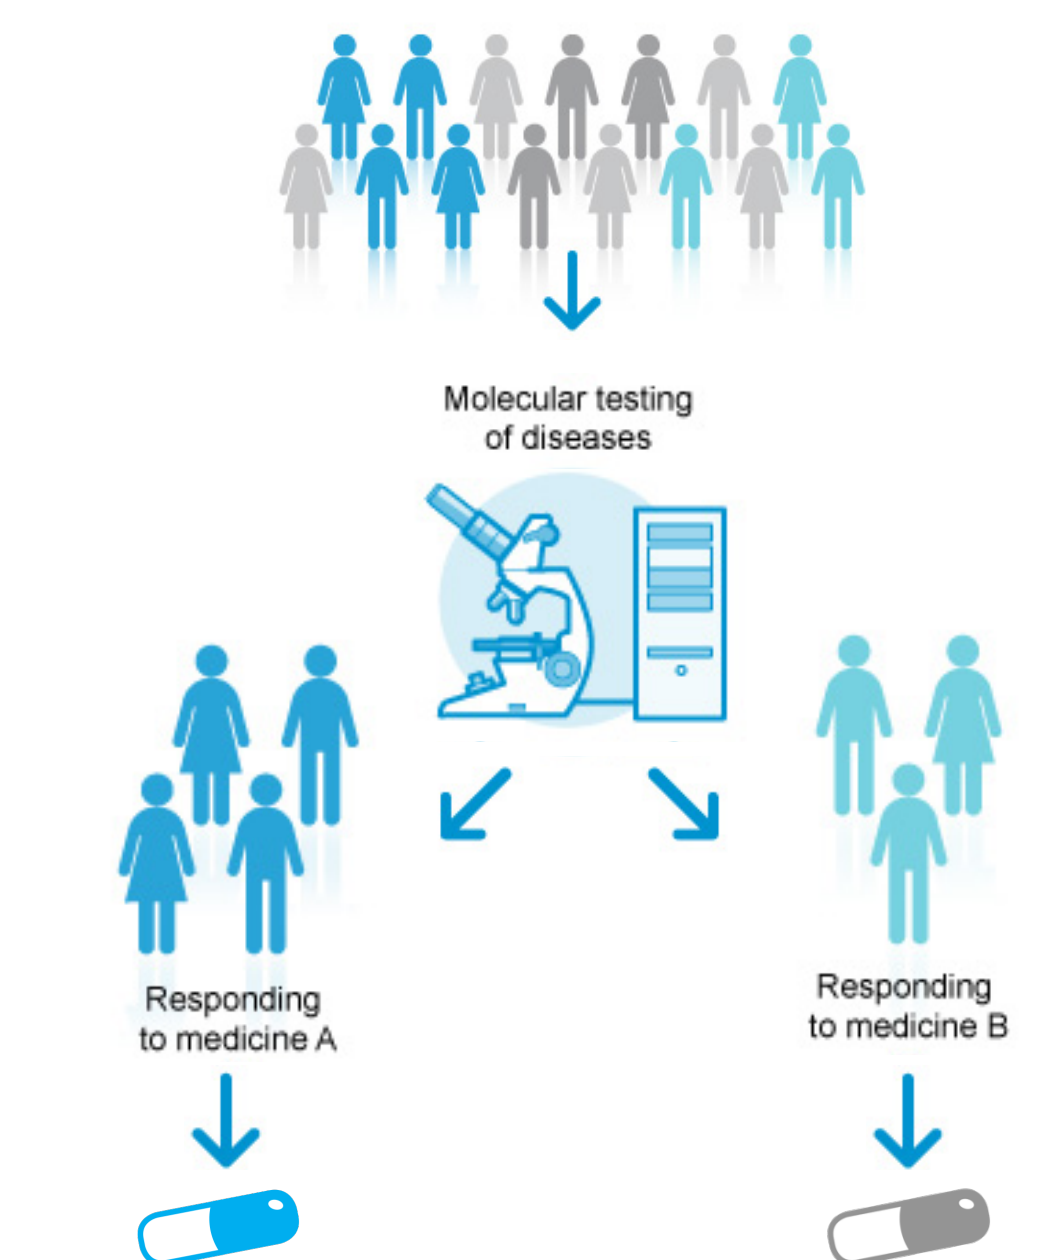 Molecular testing
of diseases
Responding
to medicine A
Responding
to medicine B